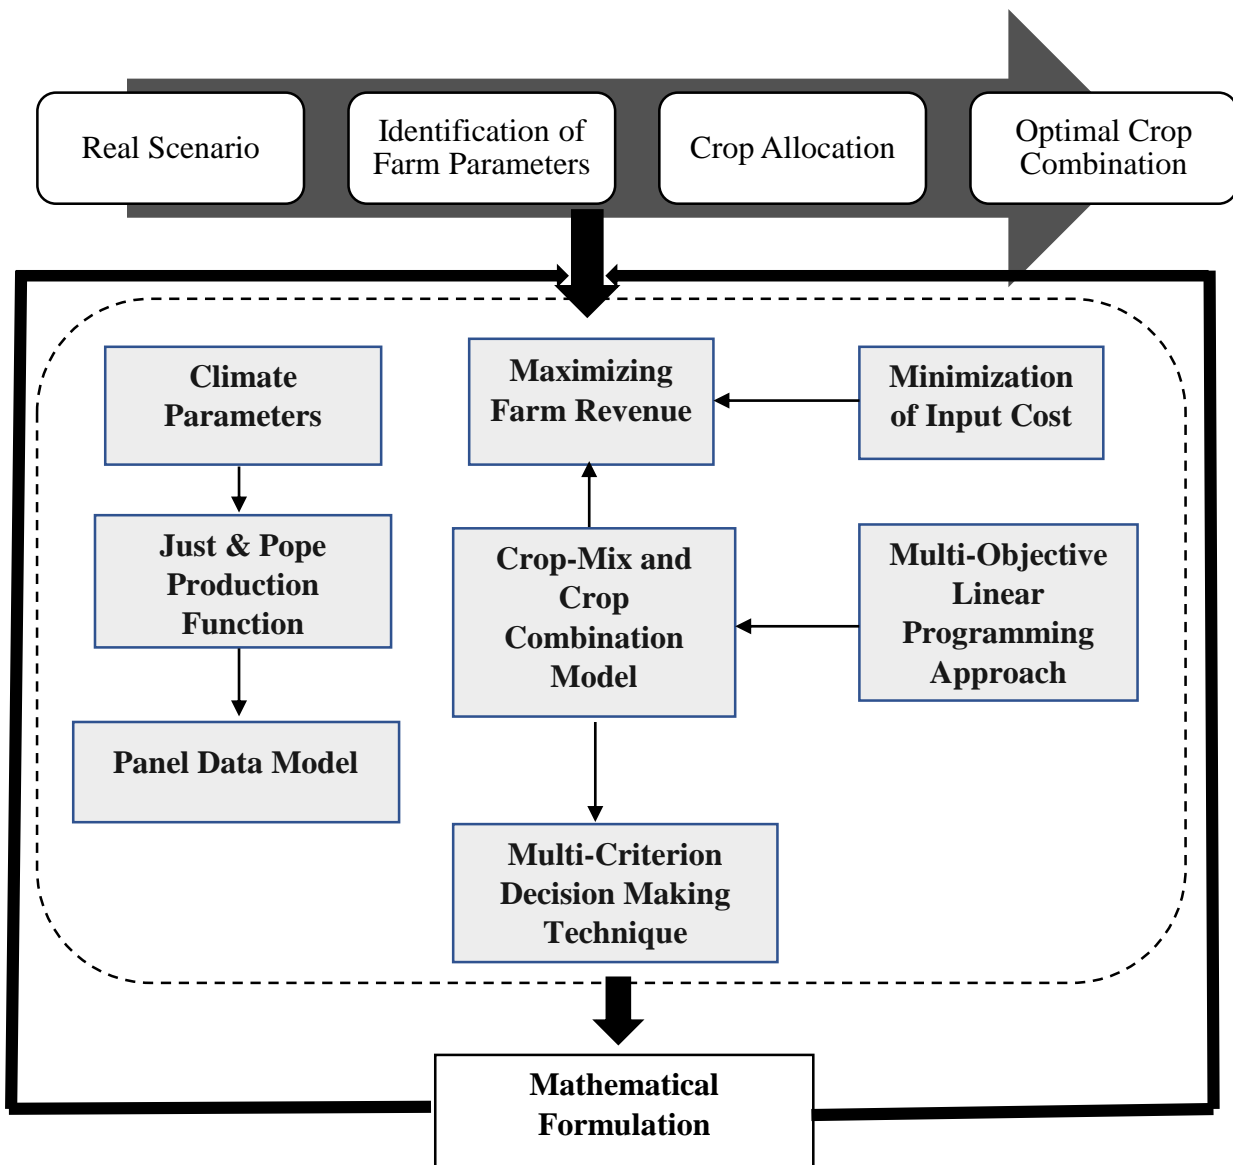 Real Scenario
Identification of
Farm Parameters
Crop Allocation
Optimal Crop
Combination
Climate
Parameters
Maximizing
Farm Revenue
Minimization
of Input Cost
Just & Pope
Production
Function
Crop-Mix and
Crop
Combination
Model
Multi-Objective
Linear
Programming
Approach
Panel Data Model
Multi-Criterion
Decision Making
Technique
Mathematical
Formulation